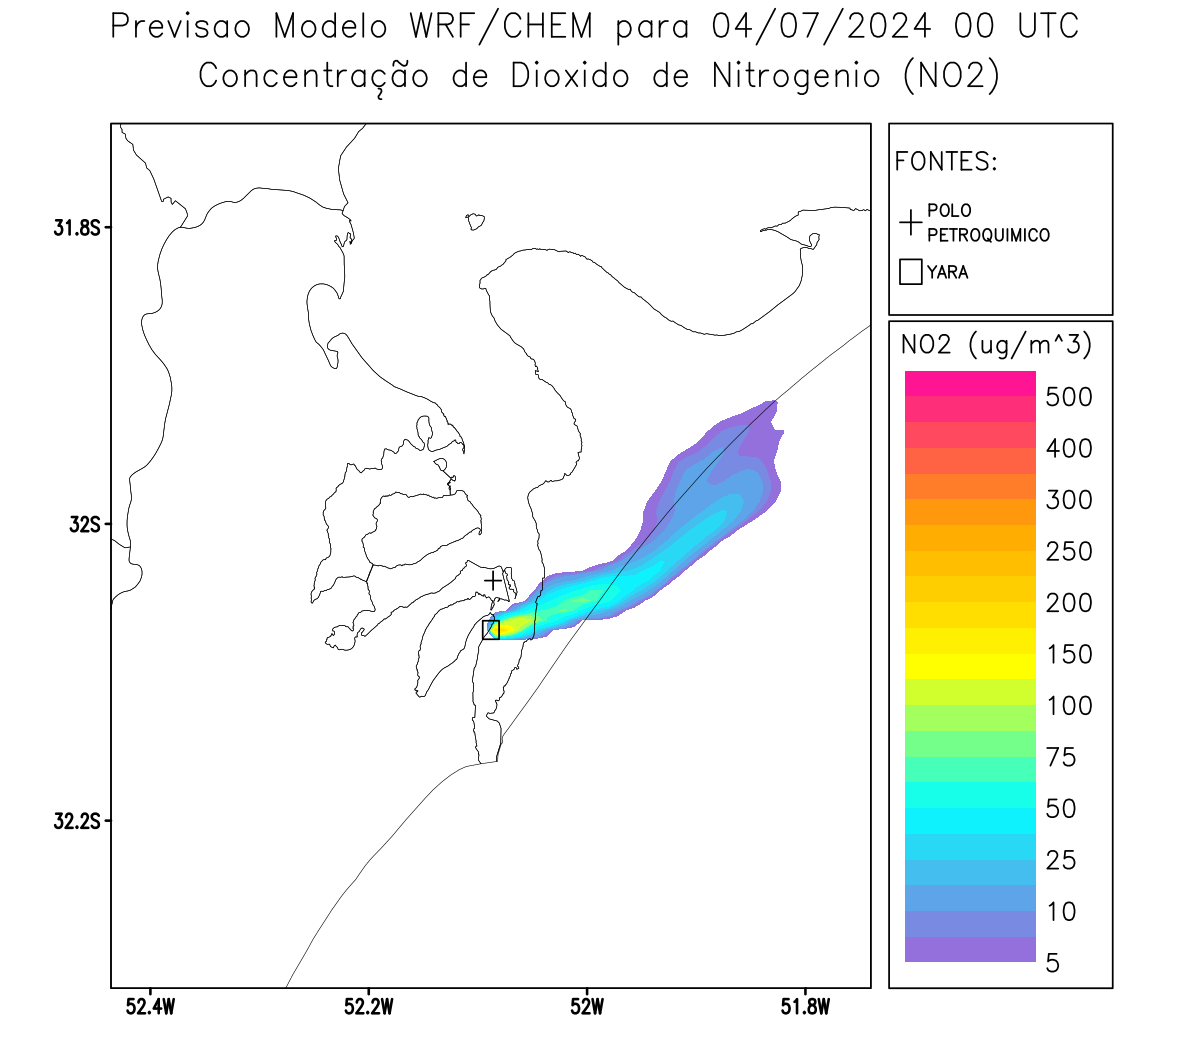 Previsao Modelo WRF/CHEM para 04/07/2024 00 UTC
Concentração de Dioxido de Nitrogenio (NO2)
FONTES:
POLO
PETROQUIMICO
YARA
31.8S
32S
32.2S
52.4W
52.2W
52W
51.8W
NO2 (ug/m^3)
500
400
300
250
200
150
100
75
50
25
10
5